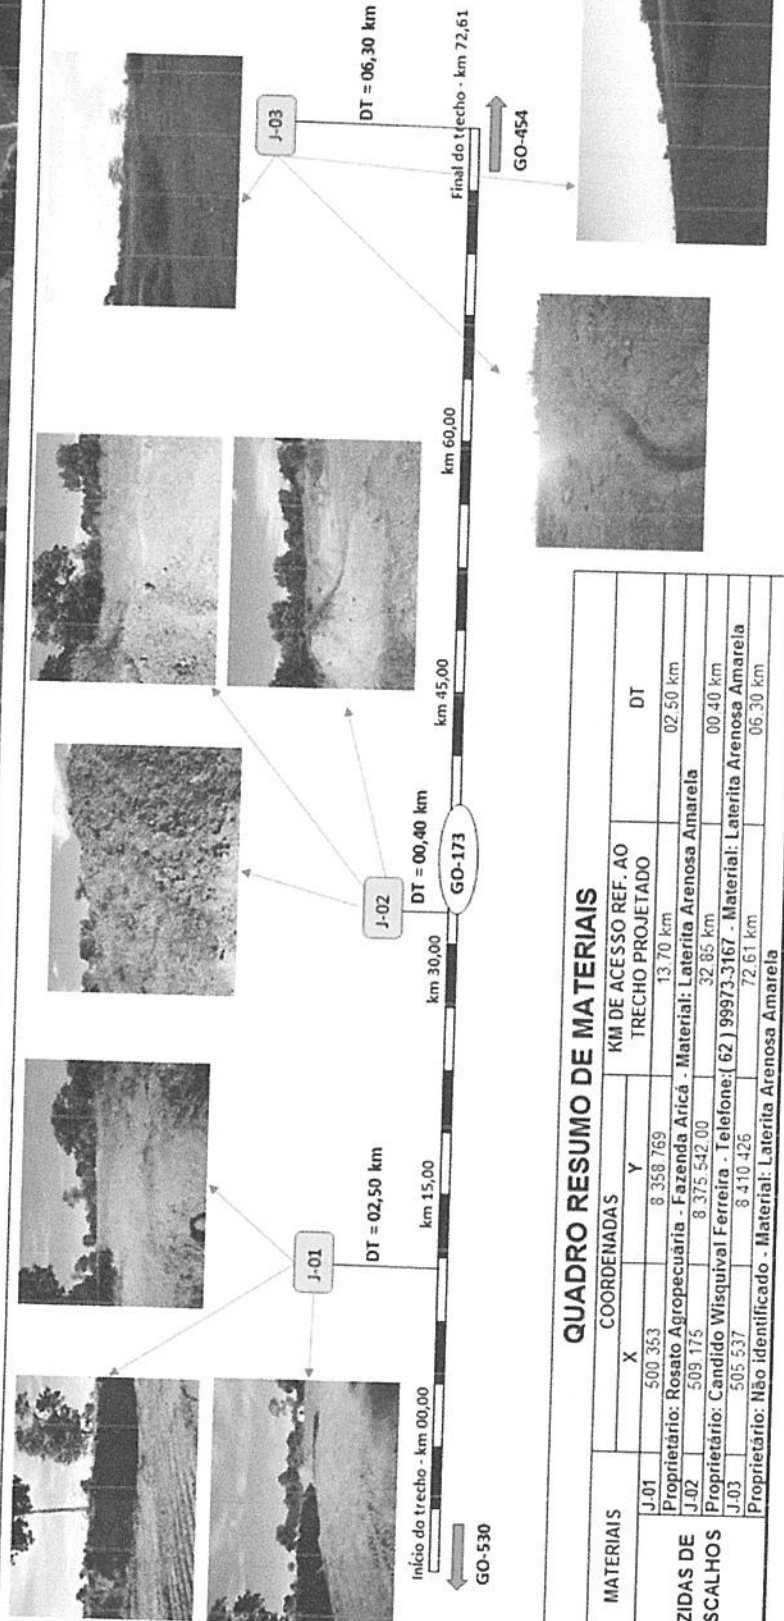 J-01
J-02
J-03
DT = 02,50 km
DT = 00,40 km
DT = 06,30 km
Início do trecho - km 00,00
km 15,00
km 30,00
GO-173
km 45,00
km 60,00
Final do trecho - km 72,61
GO-530
GO-454
QUADRO RESUMO DE MATERIAIS
MATERIAIS
COORDENADAS
KM DE ACESSO REF. AO
TRECHO PROJETADO
DT
X
Y
IDAS DE
SCALHOS
J-01 500 353 8 358 769 13.70 km 02.50 km
Proprietário: Rosato Agropecuária - Fazenda Aricá - Material: Laterita Arenosa Amarela
J-02 509 175 8 375 542,00 32.85 km 00.40 km
Proprietário: Candido Wisquival Ferreira - Telefone:( 62 ) 99973-3167 - Material: Laterita Arenosa Amarela
J-03 505 537 8 410 426 72,61 km 06.30 km
Proprietário: Não identificado - Material: Laterita Arenosa Amarela